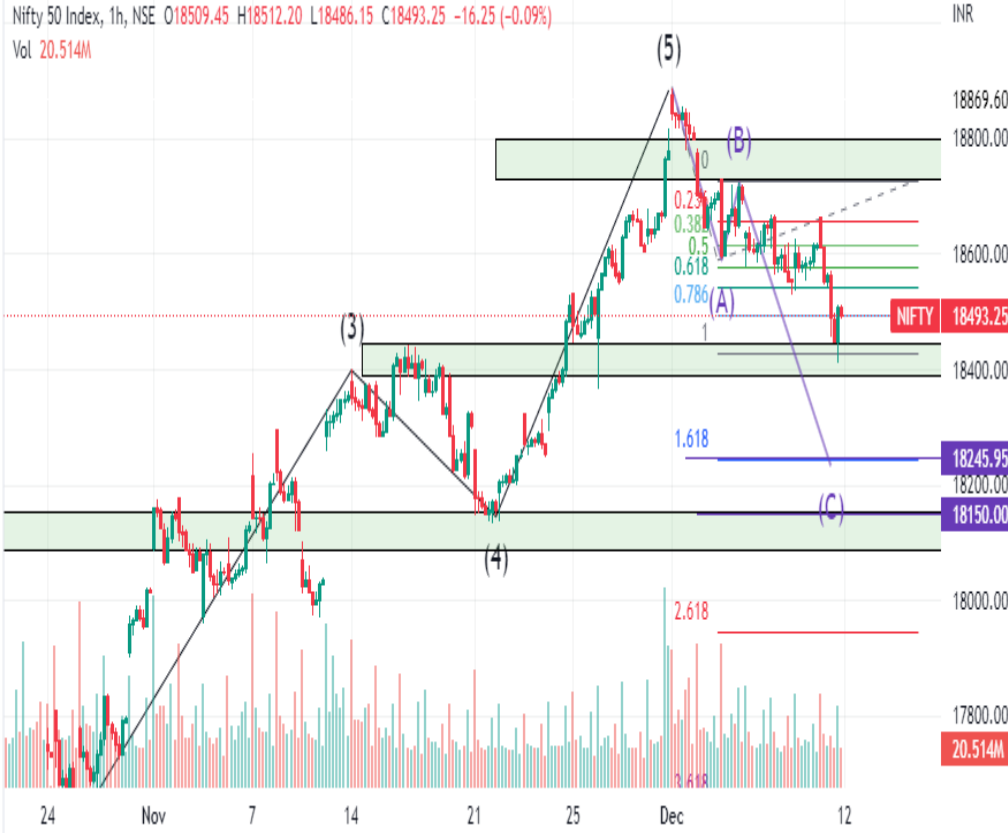 Nifty 50 Index, 1h, NSE O18509.45 H18512.20 L18486.15 C18493.25 −16.25 (−0.09%)
INR
Vol 20.514M
(5)
18869.60
18800.00
(B)
0
0.5
18600.00
0.618
0.786
(A)
NIFTY 18493.25
(3)
1
18400.00
1.618
18245.95
18200.00
(C)
18150.00
(4)
2.618
18000.00
17800.00
20.514M
3.618
24 Nov 7 14 21 25 Dec 12